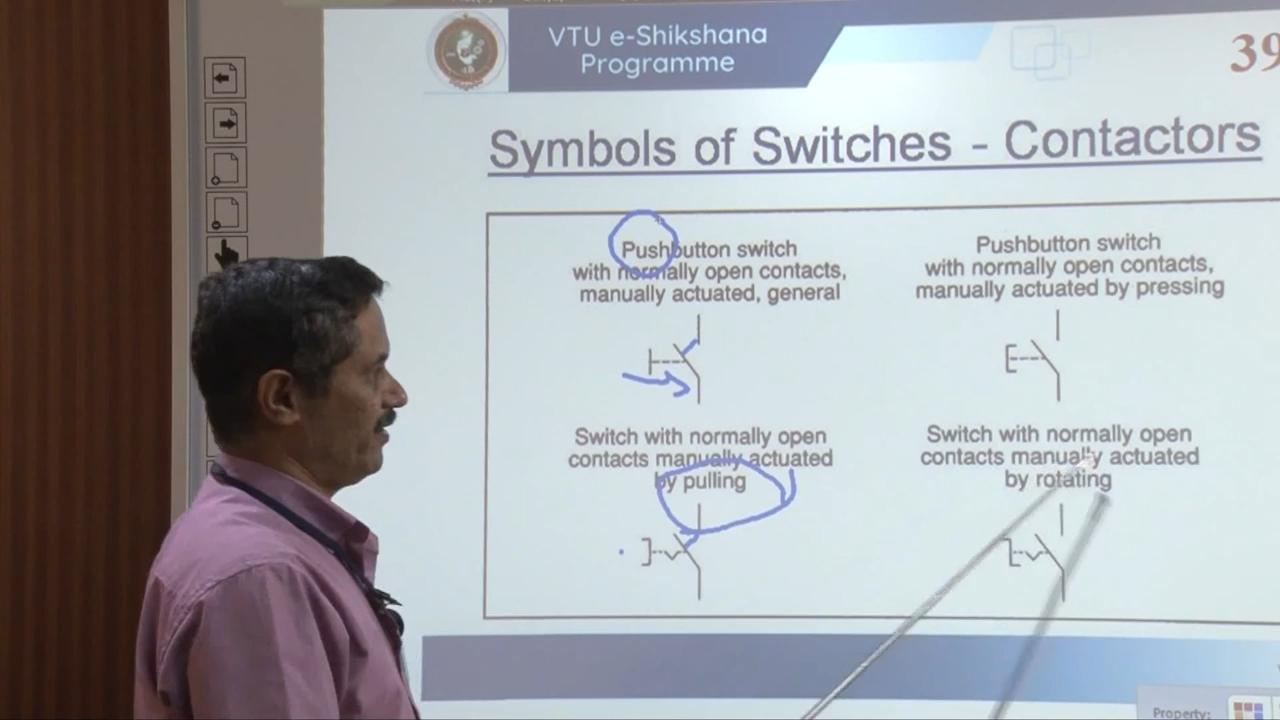 VTU e-Shikshana
Programme
39
Symbols of Switches - Contactors
Pushbutton switch
with normally open contacts,
manually actuated, general
Pushbutton switch
with normally open contacts,
manually actuated by pressing
Switch with normally open
contacts manually actuated
by pulling
Switch with normally open
contacts manually actuated
by rotating
Property: